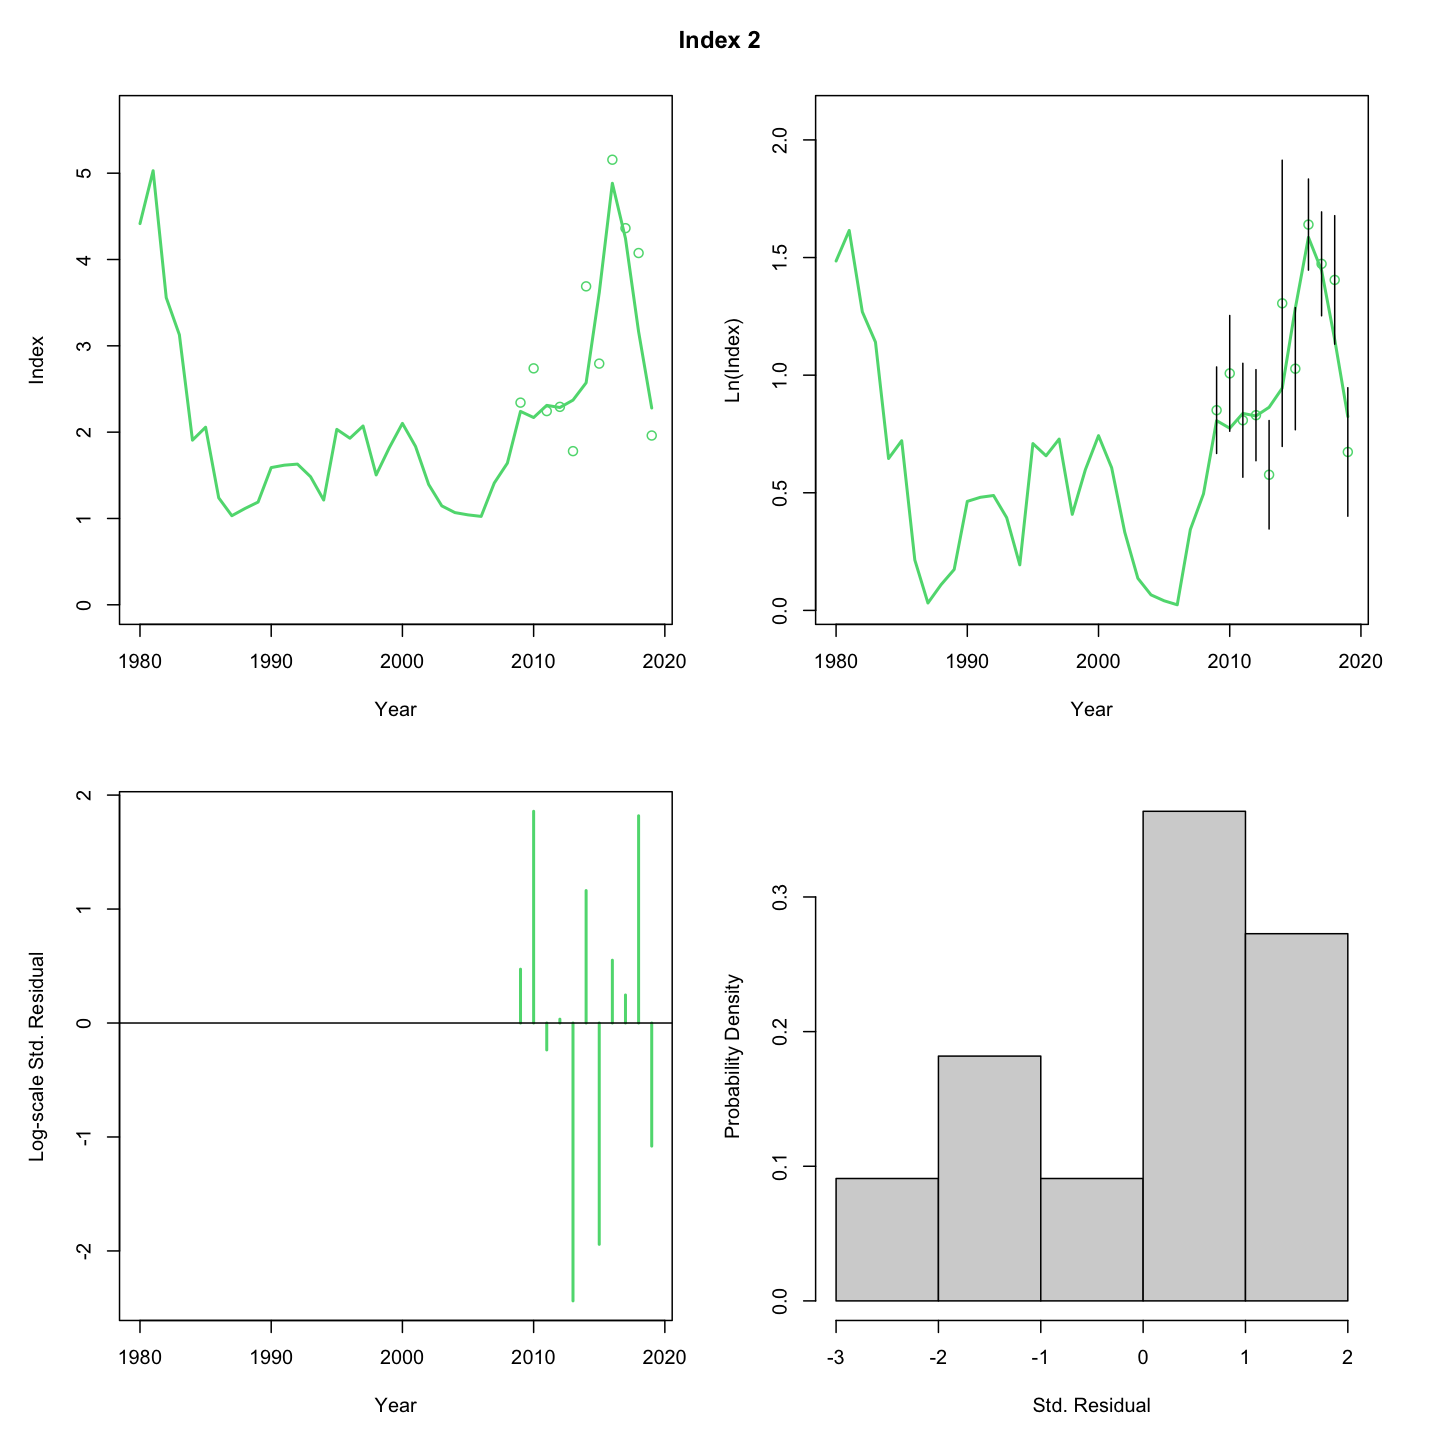 Index 2
Index
0 1 2 3 4 5
1980 1990 2000 2010 2020
Year
Ln(Index)
0.0 0.5 1.0 1.5 2.0
1980 1990 2000 2010 2020
Year
Log-scale Std. Residual
-2 -1 0 1 2
1980 1990 2000 2010 2020
Year
Probability Density
0.0 0.1 0.2 0.3
-3 -2 -1 0 1 2
Std. Residual